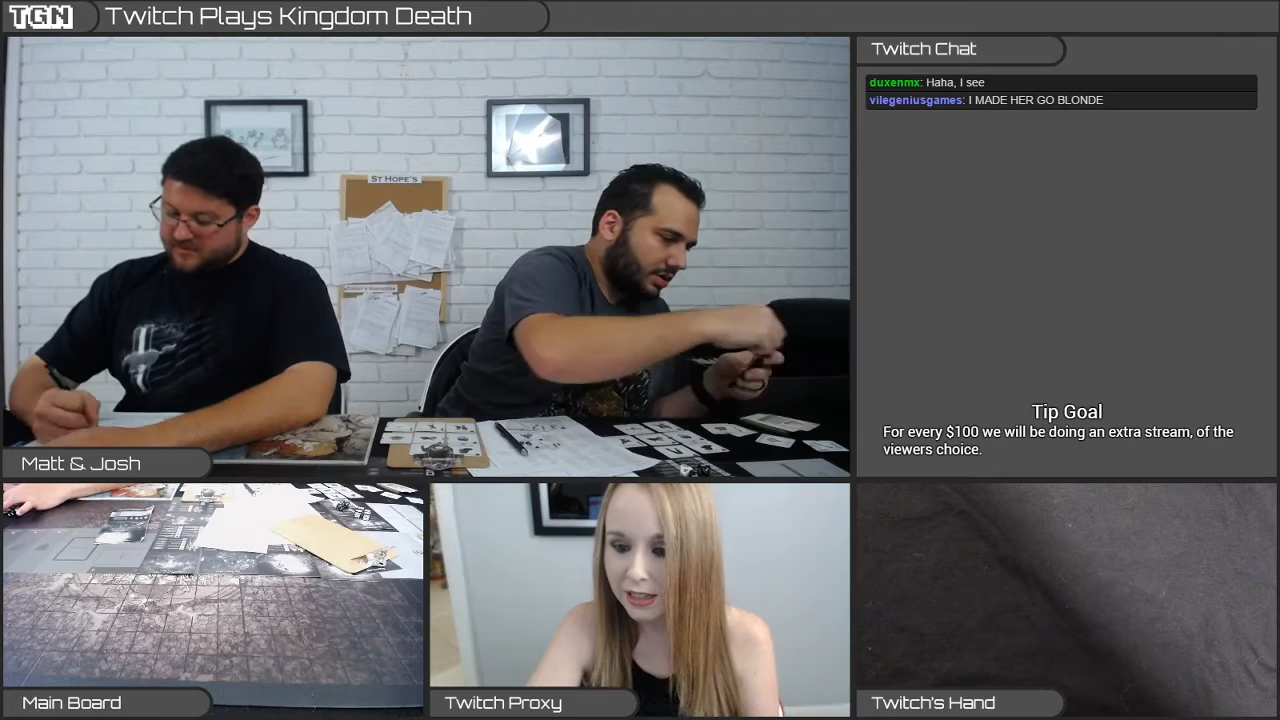 TGN
Twitch Plays Kingdom Death
Twitch Chat
duxenmx: Haha, I see
vilegeniusgames: I MADE HER GO BLONDE
St Hope's
Tip Goal
For every $100 we will be doing an extra stream, of the
viewers choice.
Matt & Josh
Main Board
Twitch Proxy
Twitch's Hand